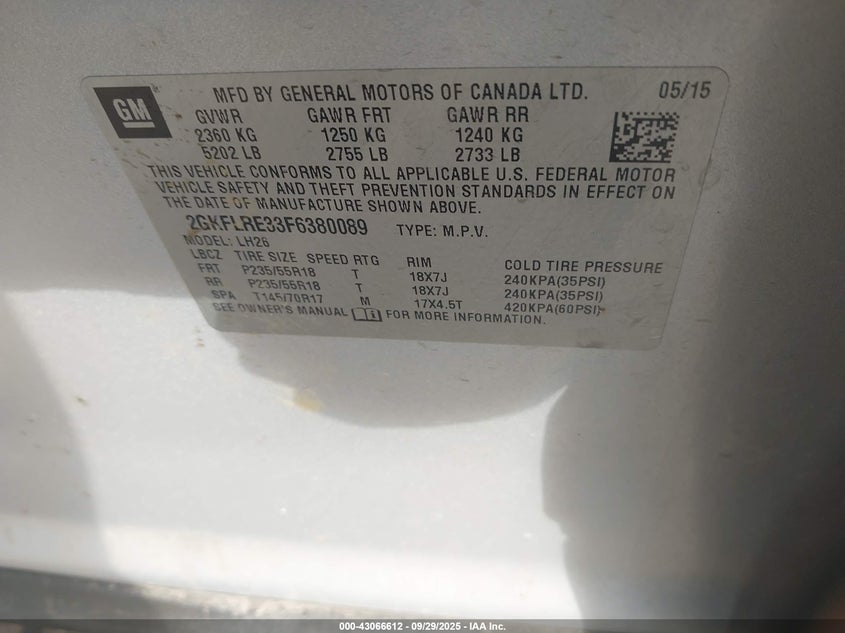 GM
MFD BY GENERAL MOTORS OF CANADA LTD. 05/15
GVWR GAWR FRT GAWR RR
2360 KG 1250 KG 1240 KG
5202 LB 2755 LB 2733 LB
THIS VEHICLE CONFORMS TO ALL APPLICABLE U.S. FEDERAL MOTOR
VEHICLE SAFETY AND THEFT PREVENTION STANDARDS IN EFFECT ON
THE DATE OF MANUFACTURE SHOWN ABOVE.
2GKFLRE33F6380089 TYPE: M.P.V.
MODEL: LH26
LBCZ TIRE SIZE SPEED RTG RIM COLD TIRE PRESSURE
FRT P235/55R18 T 18X7J 240KPA(35PSI)
RR P235/55R18 T 18X7J 240KPA(35PSI)
SPA T145/70R17 M 17X4.5T 420KPA(60PSI)
SEE OWNER'S MANUAL FOR MORE INFORMATION.
000-43066612 - 09/29/2025 - IAA Inc.